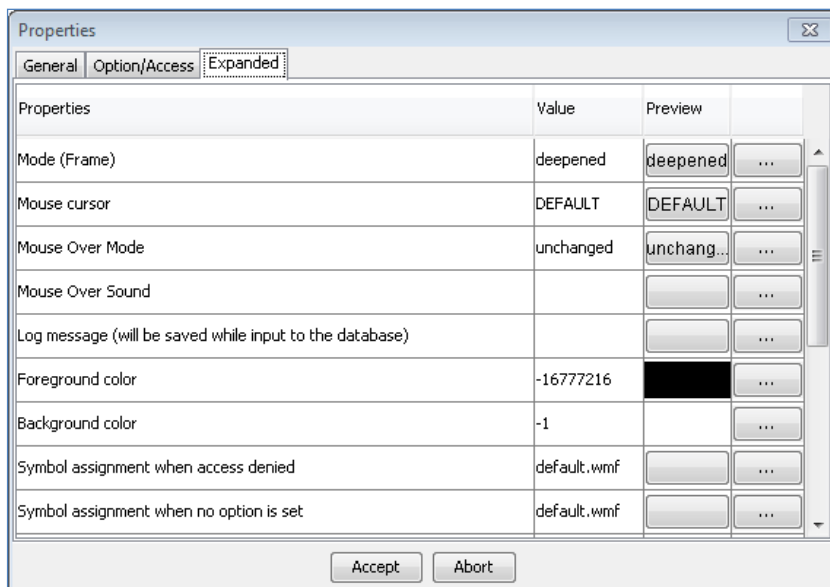 Properties
General Option/Access Expanded
Properties Value Preview
Mode (Frame) deepened deepened ...
Mouse cursor DEFAULT DEFAULT ...
Mouse Over Mode unchanged unchang... ...
Mouse Over Sound ...
Log message (will be saved while input to the database) ...
Foreground color -16777216 ...
Background color -1 ...
Symbol assignment when access denied default.wmf ...
Symbol assignment when no option is set default.wmf ...
Accept Abort